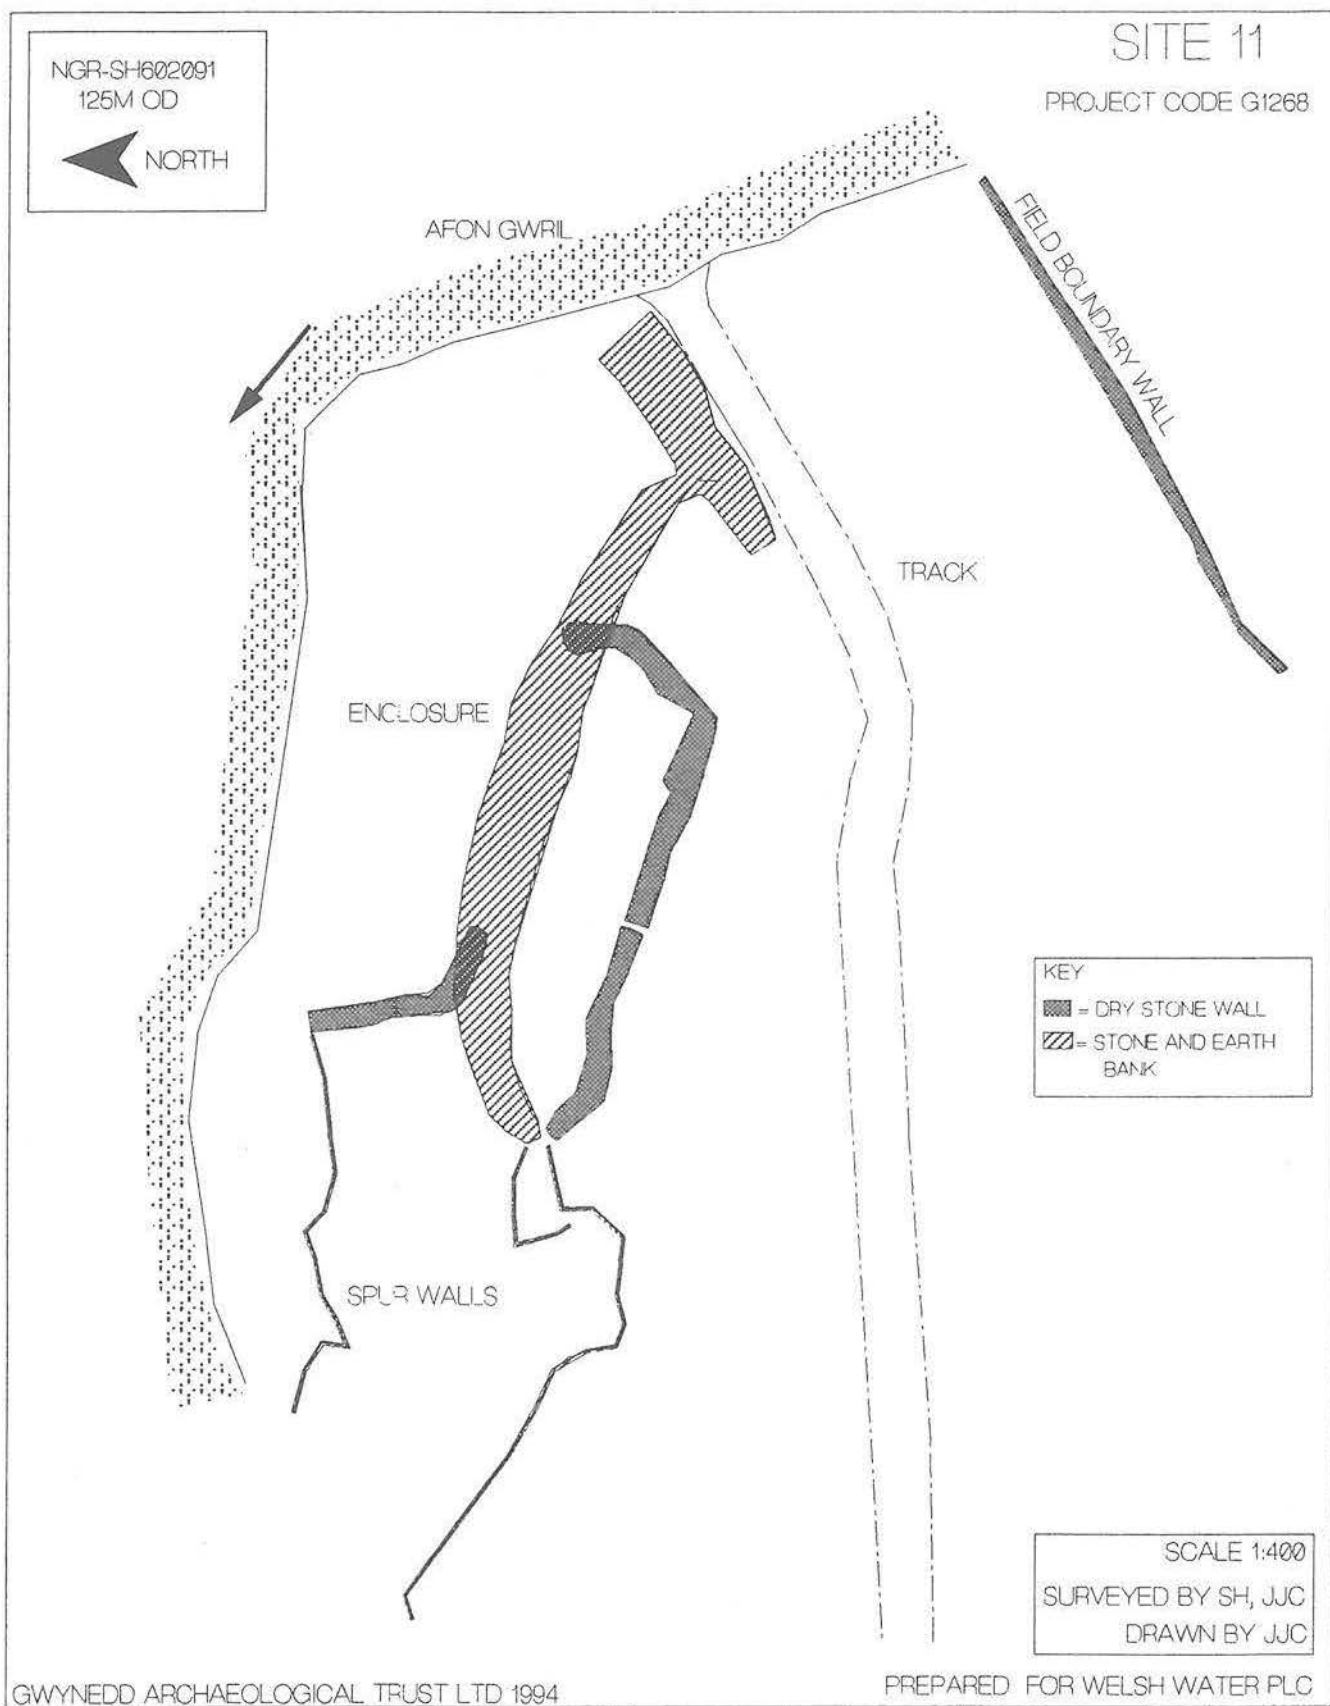 SITE 11
PROJECT CODE G1268
NGR-SH602091
125M OD
NORTH
AFON GWRIL
FIELD BOUNDARY WALL
TRACK
ENCLOSURE
SPUR WALLS
KEY
= DRY STONE WALL
= STONE AND EARTH
BANK
SCALE 1:400
SURVEYED BY SH, JJC
DRAWN BY JJC
GWYNEDD ARCHAEOLOGICAL TRUST LTD 1994
PREPARED FOR WELSH WATER PLC